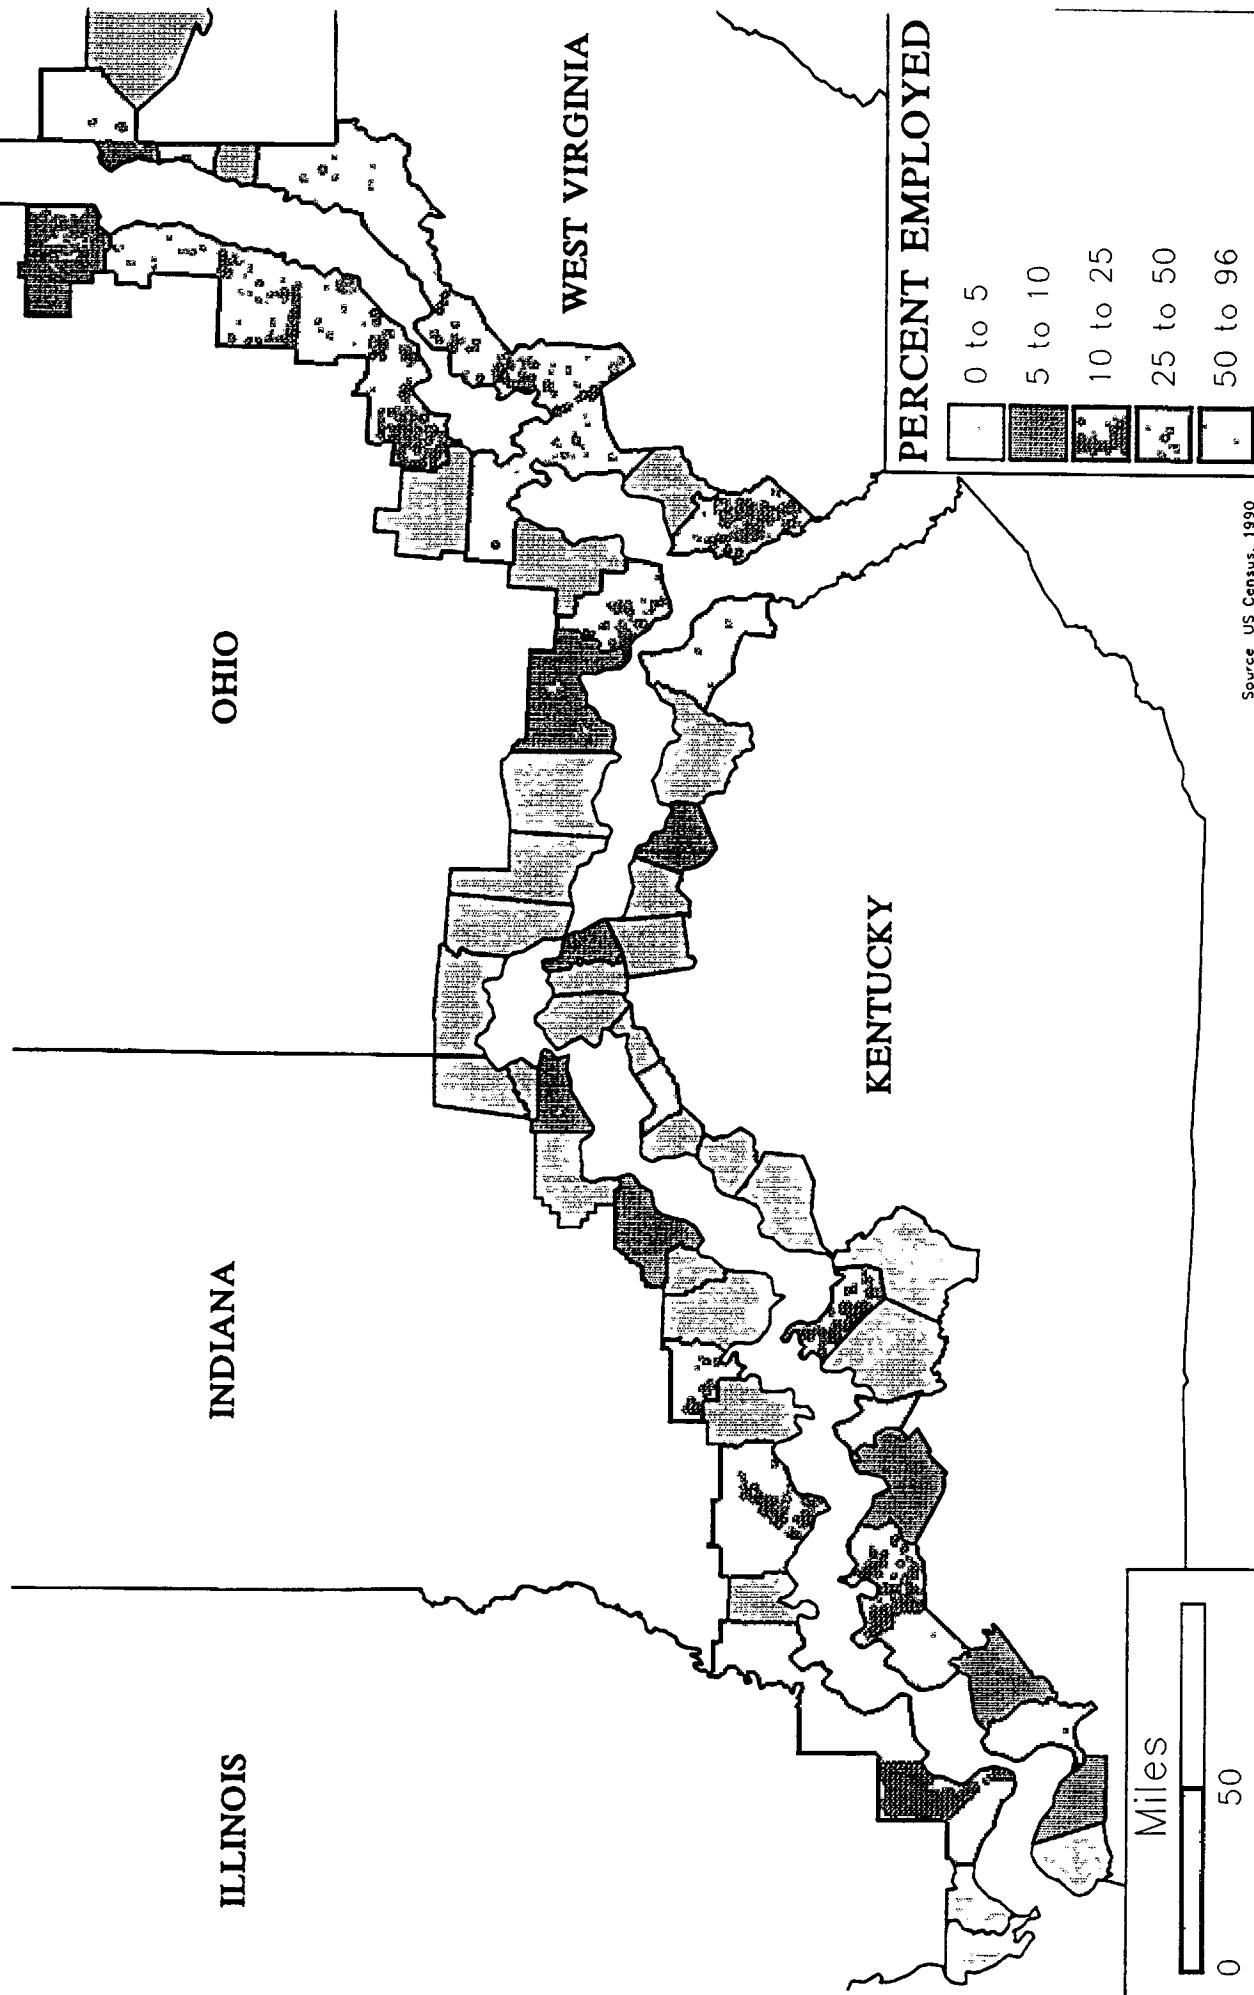 OHIO
WEST VIRGINIA
INDIANA
ILLINOIS
KENTUCKY
PERCENT EMPLOYED
0 to 5
5 to 10
10 to 25
25 to 50
50 to 96
Miles
0 50
Source US Census, 1990